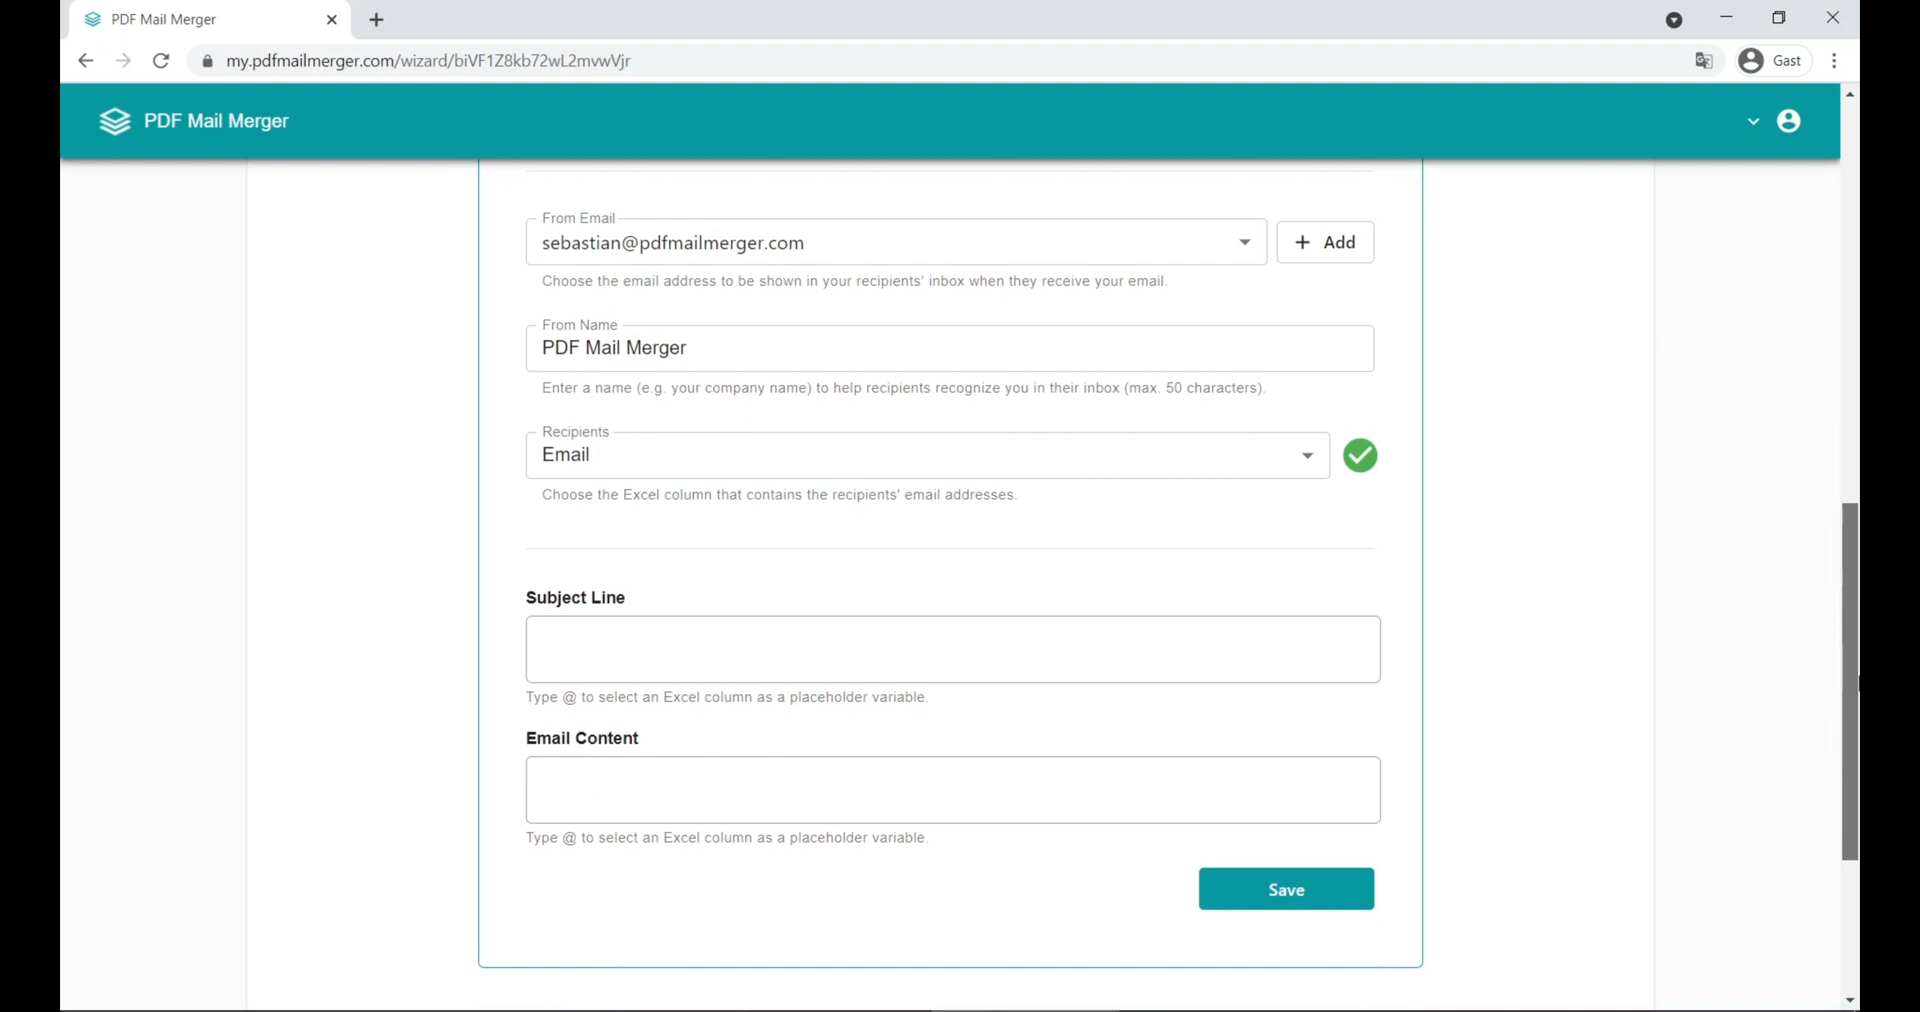 PDF Mail Merger
my.pdfmailmerger.com/wizard/biVF1Z8kb72wL2mvwVjr
Gast
PDF Mail Merger
From Email
sebastian@pdfmailmerger.com
+ Add
Choose the email address to be shown in your recipients' inbox when they receive your email.
From Name
PDF Mail Merger
Enter a name (e.g. your company name) to help recipients recognize you in their inbox (max. 50 characters).
Recipients
Email
Choose the Excel column that contains the recipients' email addresses.
Subject Line
Type @ to select an Excel column as a placeholder variable.
Email Content
Type @ to select an Excel column as a placeholder variable.
Save